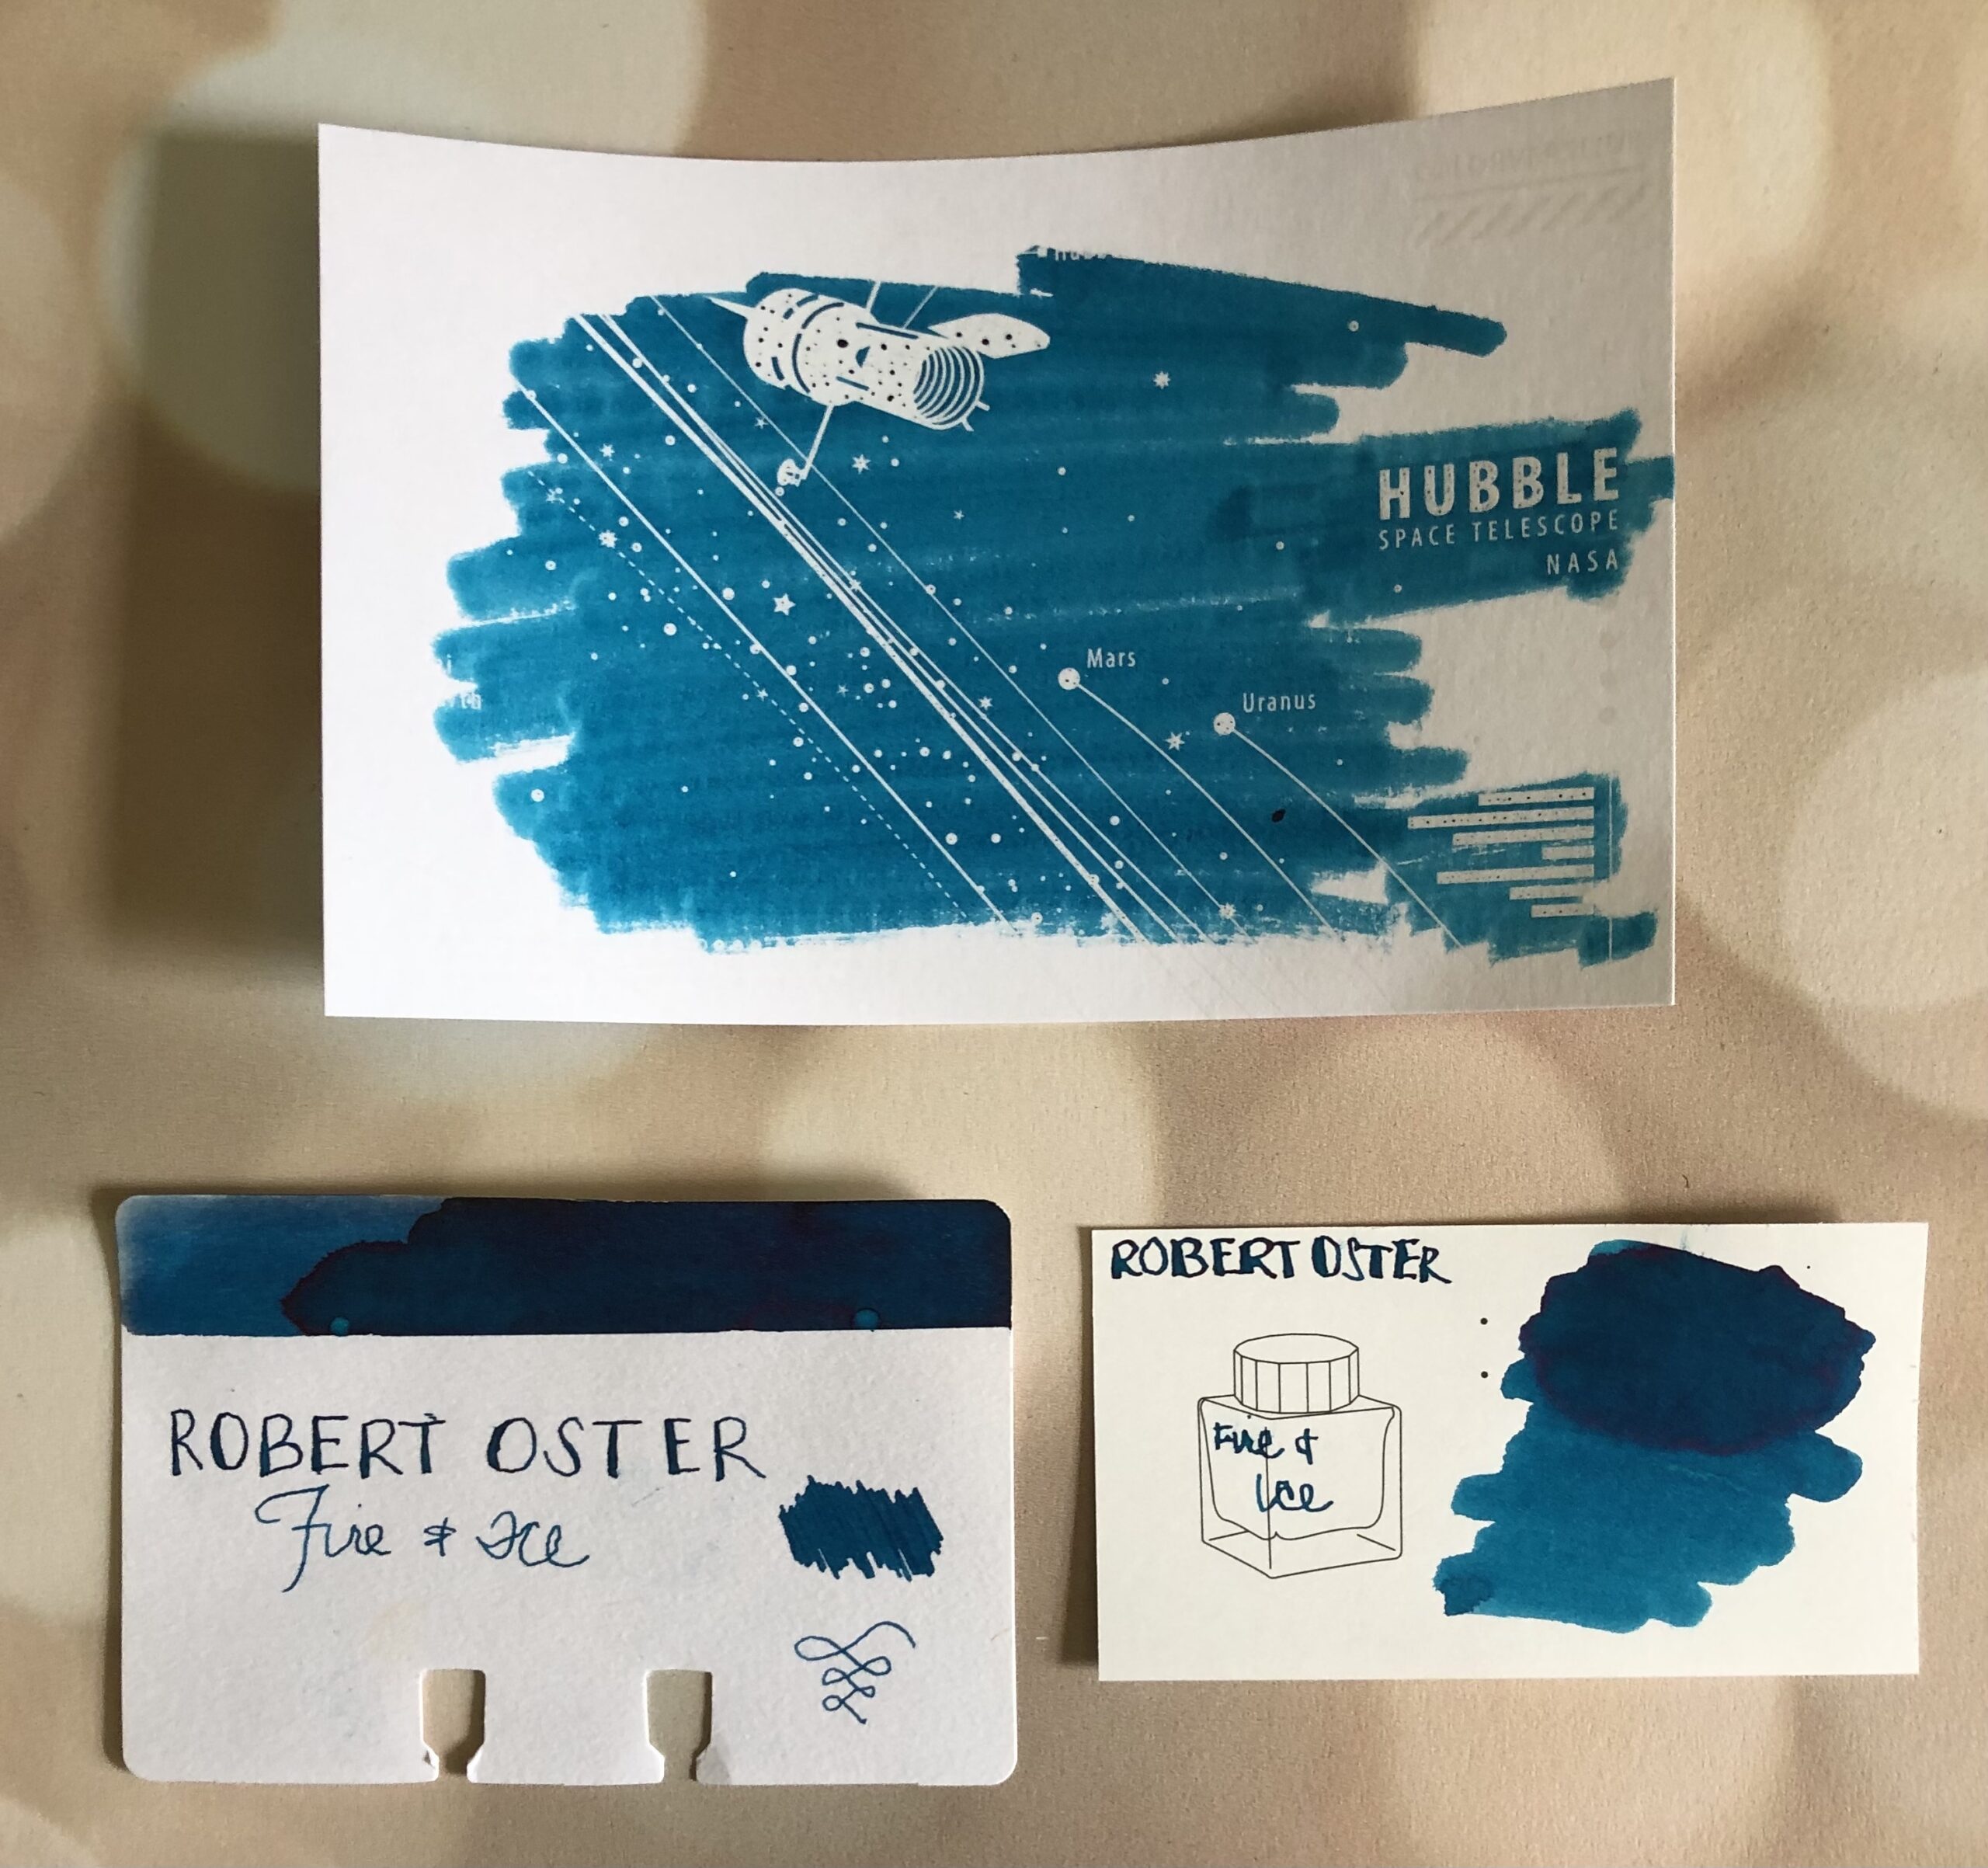 HUBBLE
SPACE TELESCOPE
NASA
Mars
Uranus
ROBERT OSTER
Fire & Ice
ROBERT OSTER
Fire &
Ice